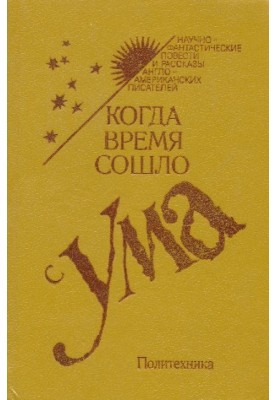 НАУЧНО-
ФАНТАСТИЧЕСКИЕ
ПОВЕСТИ
И РАССКАЗЫ
АНГЛО-
АМЕРИКАНСКИХ
ПИСАТЕЛЕЙ
КОГДА
ВРЕМЯ
СОШЛО
С
УМА
Политехника